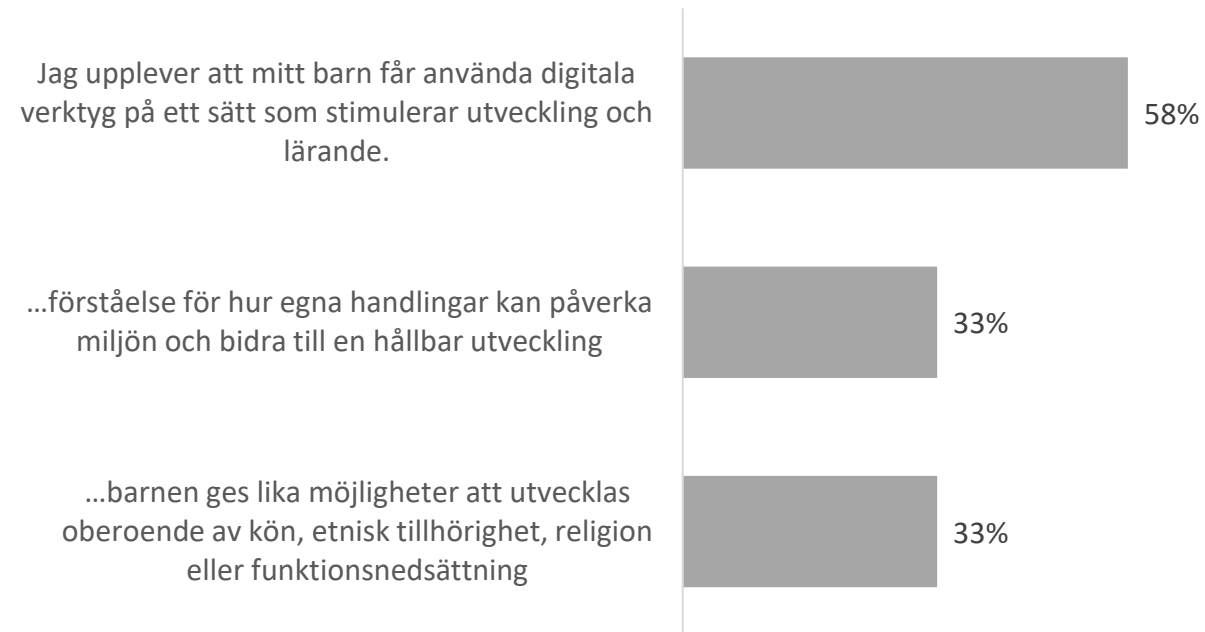 Jag upplever att mitt barn får använda digitala
verktyg på ett sätt som stimulerar utveckling och
lärande.
58%
…förståelse för hur egna handlingar kan påverka
miljön och bidra till en hållbar utveckling
33%
…barnen ges lika möjligheter att utvecklas
oberoende av kön, etnisk tillhörighet, religion
eller funktionsnedsättning
33%